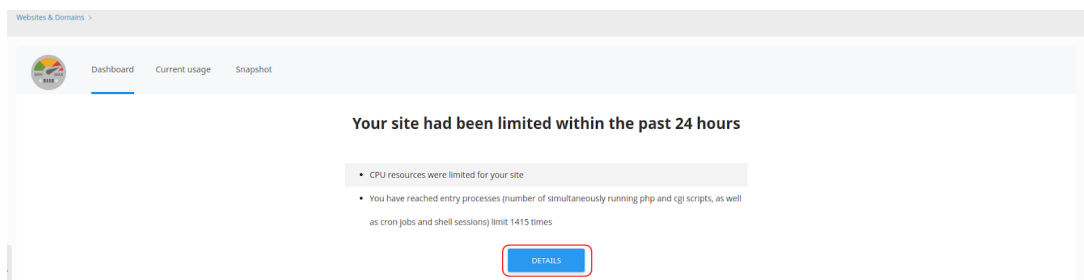 Websites & Domains >
Dashboard Current usage Snapshot
Your site had been limited within the past 24 hours
• CPU resources were limited for your site
• You have reached entry processes (number of simultaneously running php and cgi scripts, as well
as cron jobs and shell sessions) limit 1415 times
DETAILS